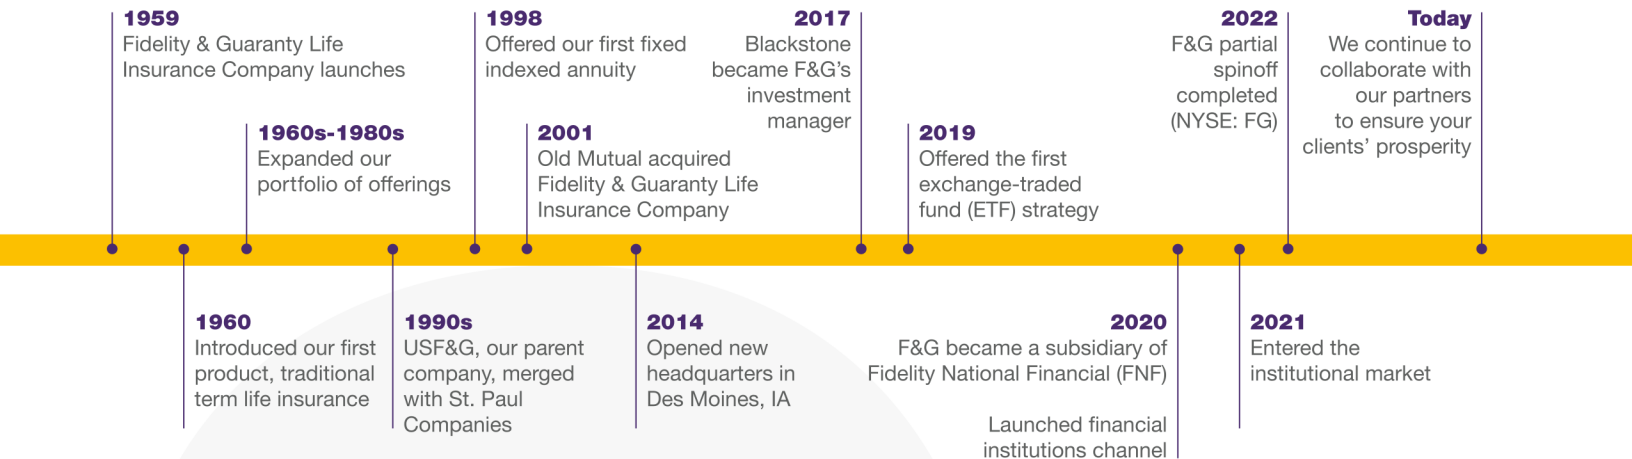 1959
Fidelity & Guaranty Life
Insurance Company launches
1960
Introduced our first
product, traditional
term life insurance
1960s-1980s
Expanded our
portfolio of offerings
1990s
USF&G, our parent
company, merged
with St. Paul
Companies
1998
Offered our first fixed
indexed annuity
2001
Old Mutual acquired
Fidelity & Guaranty Life
Insurance Company
2014
Opened new
headquarters in
Des Moines, IA
2017
Blackstone
became F&G’s
investment
manager
2019
Offered the first
exchange-traded
fund (ETF) strategy
2020
F&G became a subsidiary of
Fidelity National Financial (FNF)
Launched financial
institutions channel
2021
Entered the
institutional market
2022
F&G partial
spinoff
completed
(NYSE: FG)
Today
We continue to
collaborate with
our partners
to ensure your
clients’ prosperity